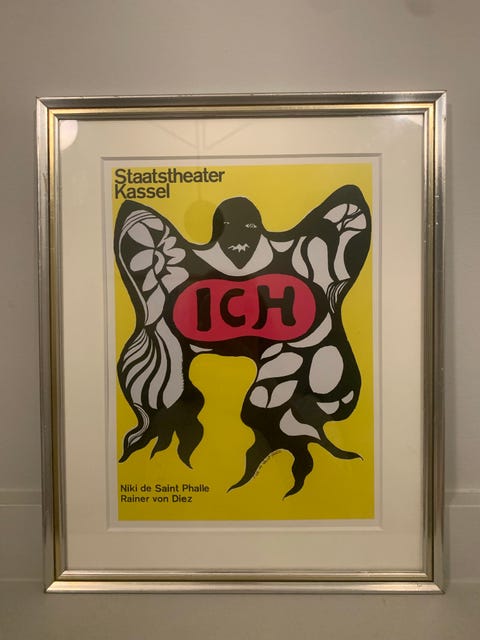 Staatstheater
Kassel
ICH
Niki de Saint Phalle
Rainer von Diez